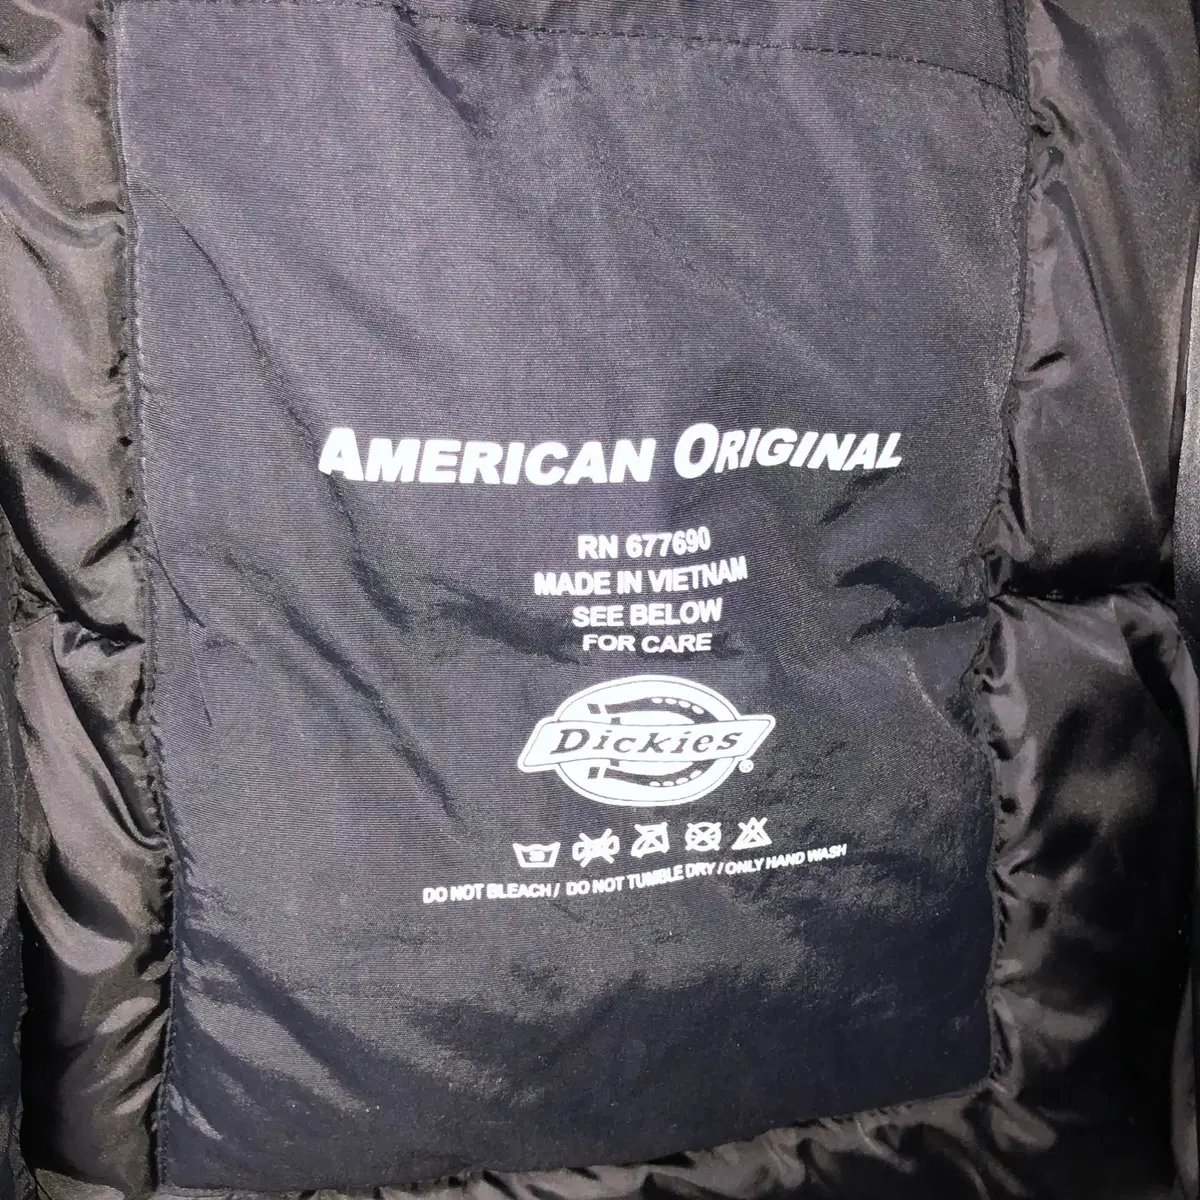 AMERICAN ORIGINAL
RN 677690
MADE IN VIETNAM
SEE BELOW
FOR CARE
Dickies®
DO NOT BLEACH / DO NOT TUMBLE DRY / ONLY HAND WASH